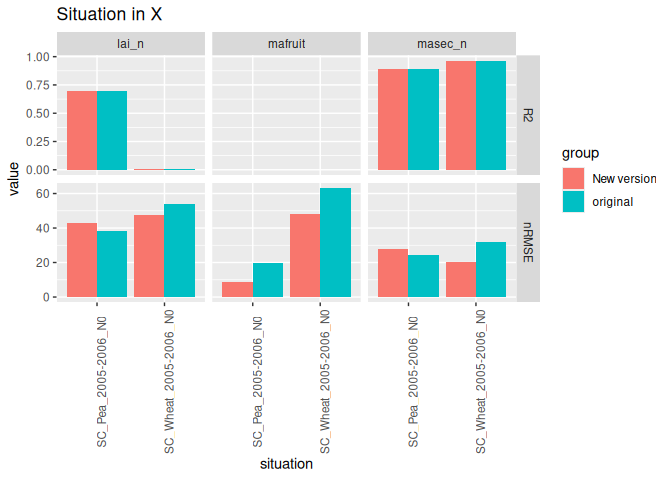 Situation in X
lai_n
mafruit
masec_n
1.00
0.75
0.50
0.25
0.00
R2
60
40
20
0
nRMSE
value
SC_Pea_2005-2006_N0
SC_Wheat_2005-2006_N0
SC_Pea_2005-2006_N0
SC_Wheat_2005-2006_N0
SC_Pea_2005-2006_N0
SC_Wheat_2005-2006_N0
situation
group
New version
original